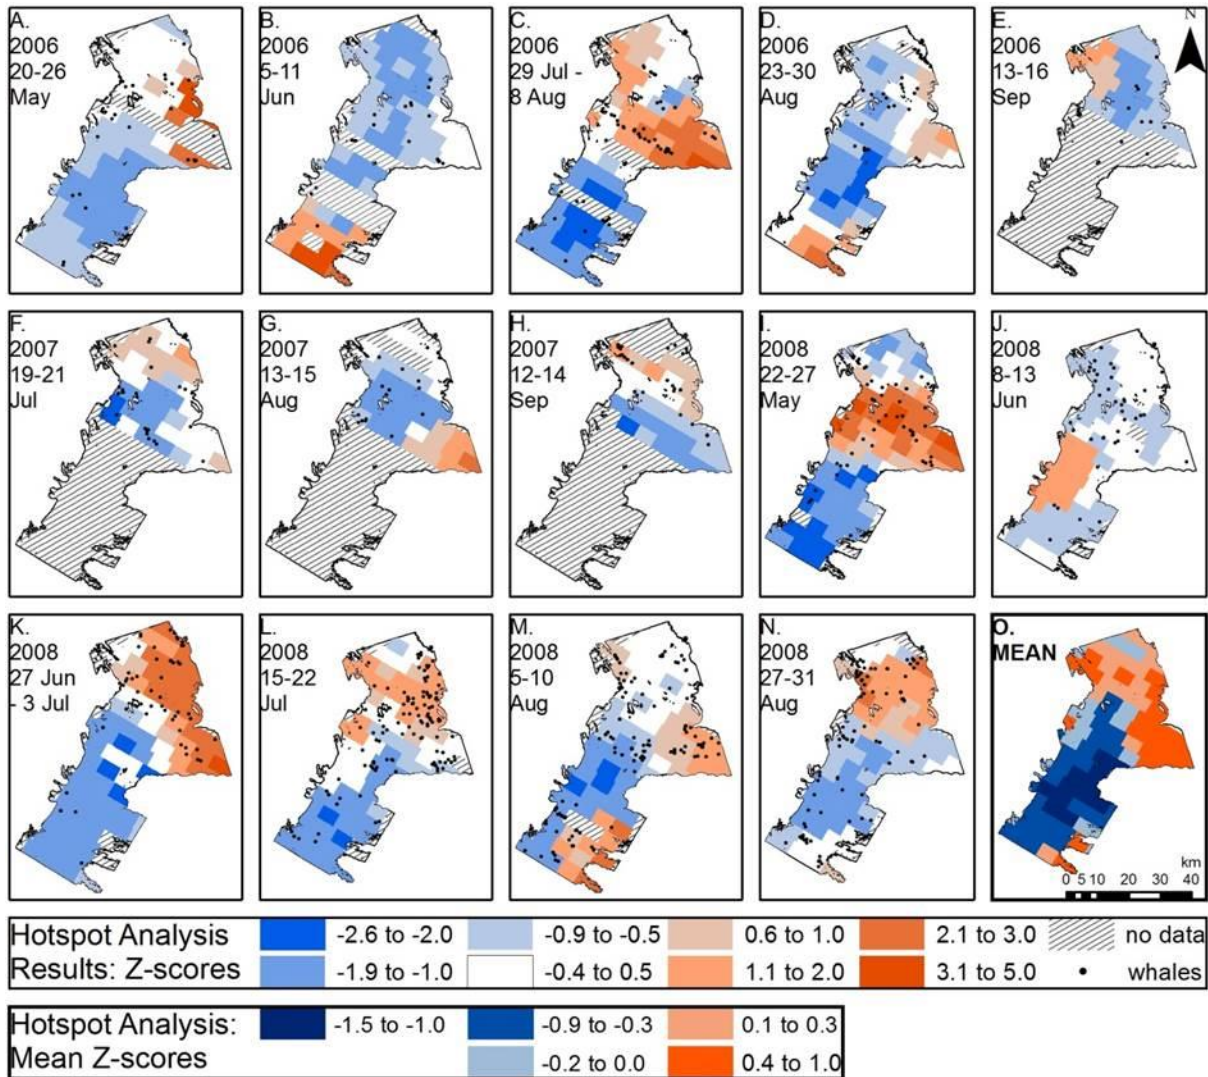 A.
2006
20-26
May
B.
2006
5-11
Jun
C.
2006
29 Jul -
8 Aug
D.
2006
23-30
Aug
E.
2006
13-16
Sep
N
F.
2007
19-21
Jul
G.
2007
13-15
Aug
H.
2007
12-14
Sep
I.
2008
22-27
May
J.
2008
8-13
Jun
K.
2008
27 Jun
- 3 Jul
L.
2008
15-22
Jul
M.
2008
5-10
Aug
N.
2008
27-31
Aug
O.
MEAN
km
0 5 10 20 30 40
Hotspot Analysis
Results: Z-scores
-2.6 to -2.0
-1.9 to -1.0
-0.9 to -0.5
-0.4 to 0.5
0.6 to 1.0
1.1 to 2.0
2.1 to 3.0
3.1 to 5.0
no data
whales
Hotspot Analysis:
Mean Z-scores
-1.5 to -1.0
-0.9 to -0.3
-0.2 to 0.0
0.1 to 0.3
0.4 to 1.0